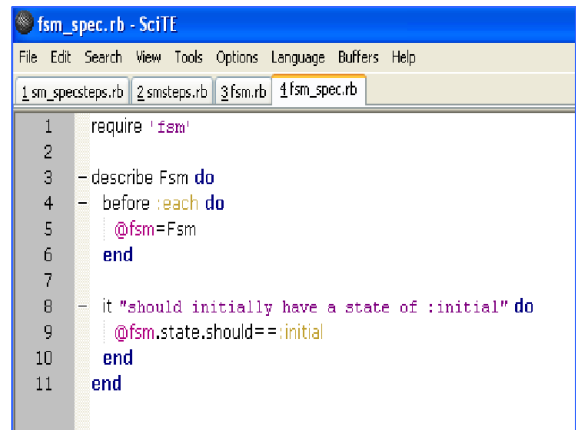 fsm_spec.rb - SciTE
File Edit Search View Tools Options Language Buffers Help
1 sm_specsteps.rb 2 smsteps.rb 3 fsm.rb 4 fsm_spec.rb
1 require 'fsm'
2
3 describe Fsm do
4 before :each do
5 @fsm=Fsm
6 end
7
8 it "should initially have a state of :initial" do
9 @fsm.state.should==:initial
10 end
11 end